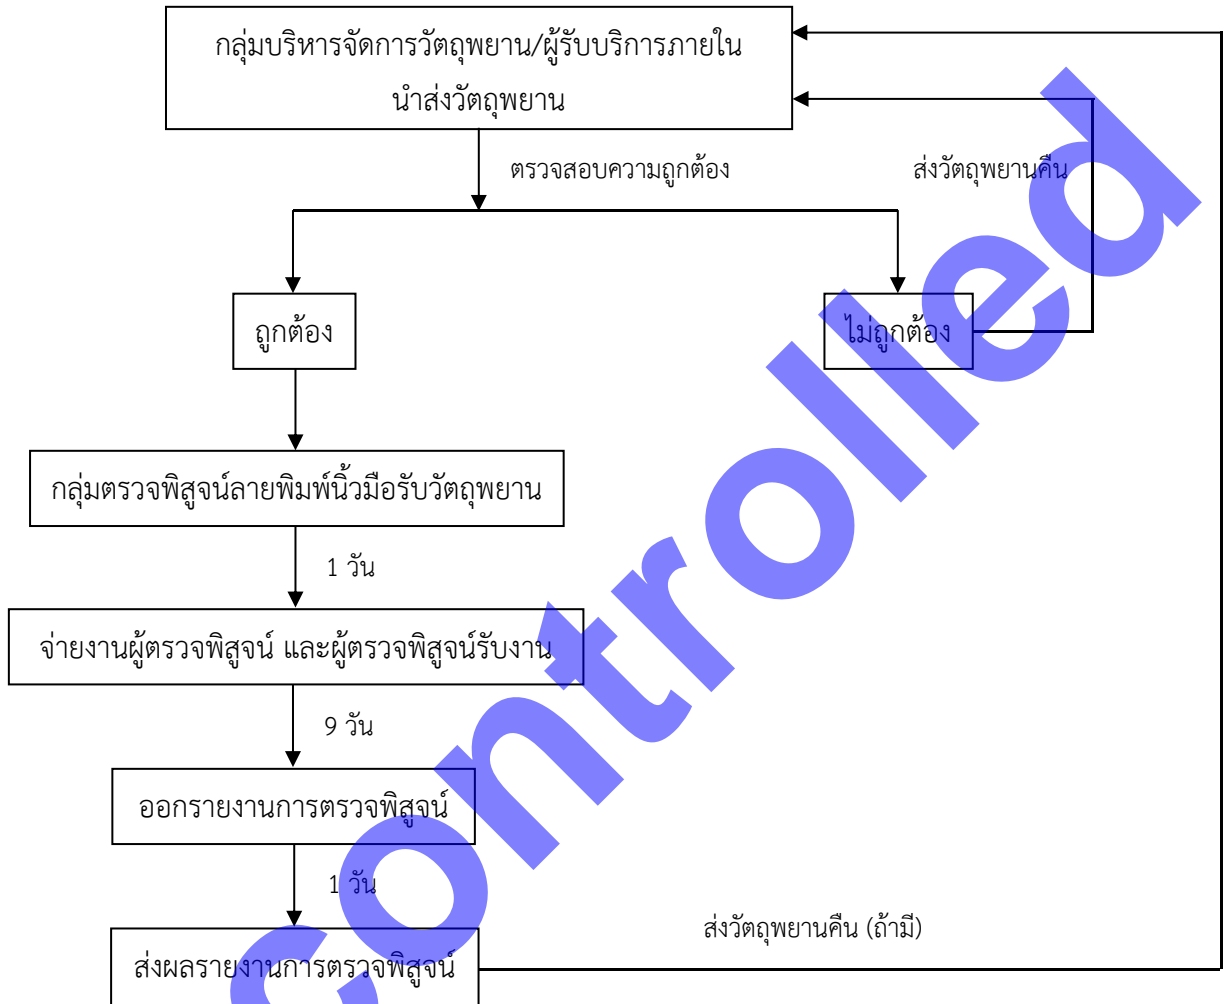 กลุ่มบริหารจัดการวัตถุพยาน/ผู้รับบริการภายใน
นำส่งวัตถุพยาน
ตรวจสอบความถูกต้อง
ส่งวัตถุพยานคืน
ถูกต้อง
ไม่ถูกต้อง
กลุ่มตรวจพิสูจน์ลายพิมพ์นิ้วมือรับวัตถุพยาน
1 วัน
จ่ายงานผู้ตรวจพิสูจน์ และผู้ตรวจพิสูจน์รับงาน
9 วัน
ออกรายงานการตรวจพิสูจน์
1 วัน
ส่งวัตถุพยานคืน (ถ้ามี)
ส่งผลรายงานการตรวจพิสูจน์
controlled